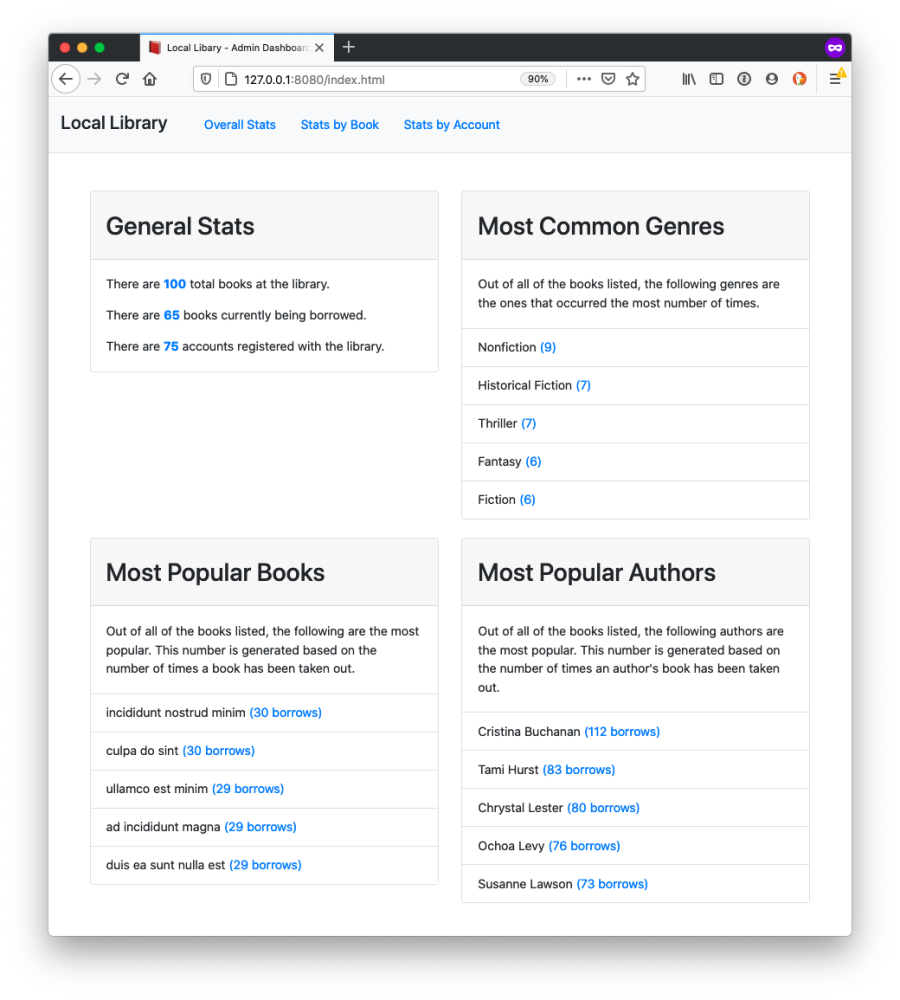 Local Libary - Admin Dashboar
127.0.0.1:8080/index.html
90%
Local Library
Overall Stats
Stats by Book
Stats by Account
General Stats
There are 100 total books at the library.
There are 65 books currently being borrowed.
There are 75 accounts registered with the library.
Most Common Genres
Out of all of the books listed, the following genres are
the ones that occurred the most number of times.
Nonfiction (9)
Historical Fiction (7)
Thriller (7)
Fantasy (6)
Fiction (6)
Most Popular Books
Out of all of the books listed, the following are the most
popular. This number is generated based on the
number of times a book has been taken out.
incididunt nostrud minim (30 borrows)
culpa do sint (30 borrows)
ullamco est minim (29 borrows)
ad incididunt magna (29 borrows)
duis ea sunt nulla est (29 borrows)
Most Popular Authors
Out of all of the books listed, the following authors are
the most popular. This number is generated based on
the number of times an author's book has been taken
out.
Cristina Buchanan (112 borrows)
Tami Hurst (83 borrows)
Chrystal Lester (80 borrows)
Ochoa Levy (76 borrows)
Susanne Lawson (73 borrows)